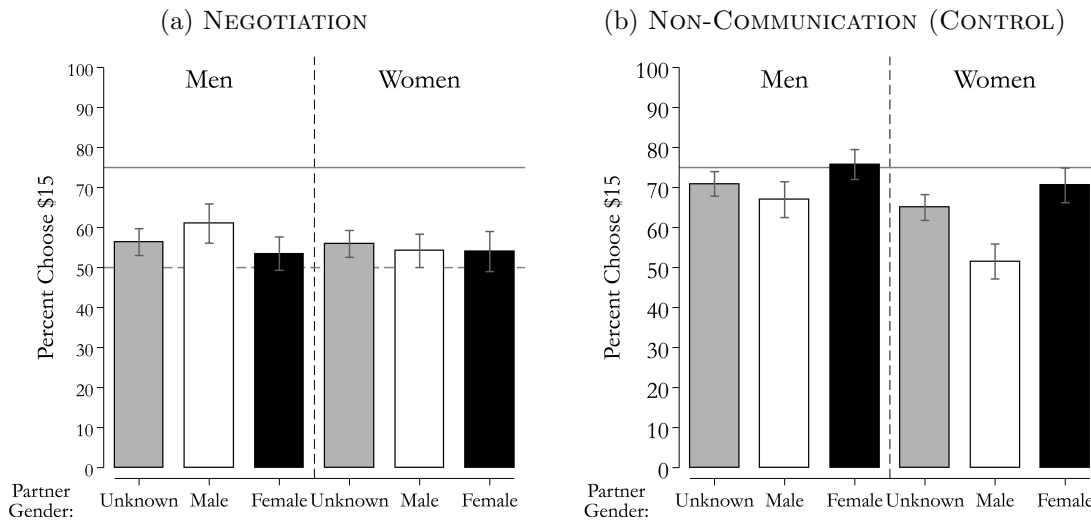 (a) NEGOTIATION
Men Women
100
90
80
70
60
50
40
30
20
10
0
Percent Choose $15
Partner Gender:
Unknown Male Female Unknown Male Female
(b) NON-COMMUNICATION (CONTROL)
Men Women
100
90
80
70
60
50
40
30
20
10
0
Percent Choose $15
Partner Gender:
Unknown Male Female Unknown Male Female